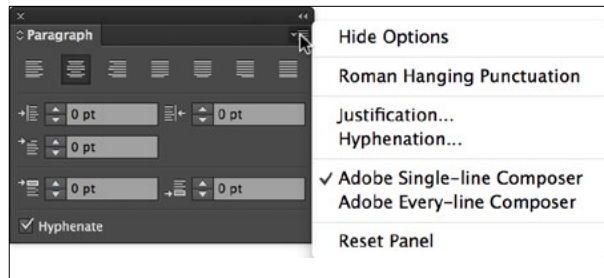 Paragraph
0 pt
0 pt
0 pt
0 pt
0 pt
Hyphenate
Hide Options
Roman Hanging Punctuation
Justification...
Hyphenation...
Adobe Single-line Composer
Adobe Every-line Composer
Reset Panel